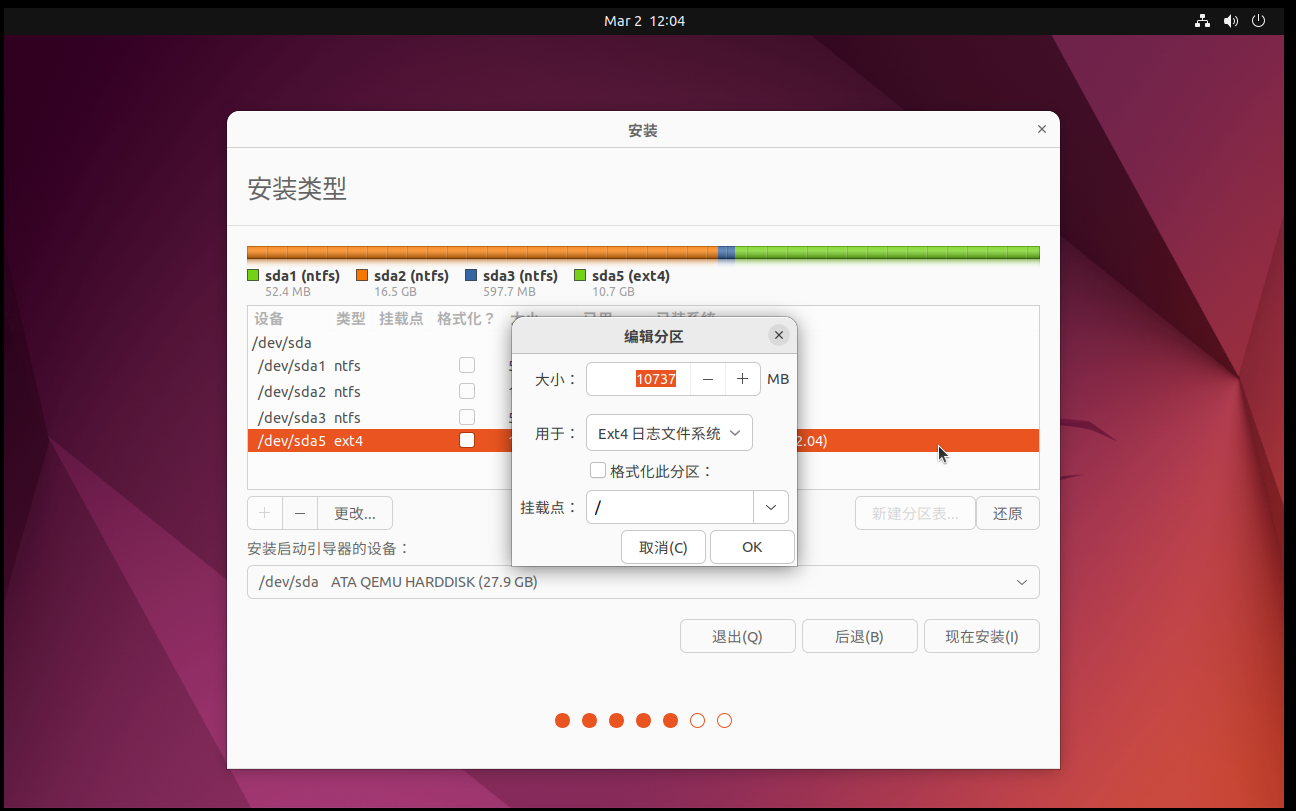 Mar 2 12:04
安装
安装类型
sda1 (ntfs) sda2 (ntfs) sda3 (ntfs) sda5 (ext4)
52.4 MB 16.5 GB 597.7 MB 10.7 GB
设备 类型 挂载点 格式化？
/dev/sda
/dev/sda1 ntfs
/dev/sda2 ntfs
/dev/sda3 ntfs
/dev/sda5 ext4 2.04)
编辑分区
大小： 10737 MB
用于： Ext4 日志文件系统
格式化此分区：
挂载点： /
取消(C) OK
更改... 新建分区表... 还原
安装启动引导器的设备：
/dev/sda ATA QEMU HARDDISK (27.9 GB)
退出(Q) 后退(B) 现在安装(I)